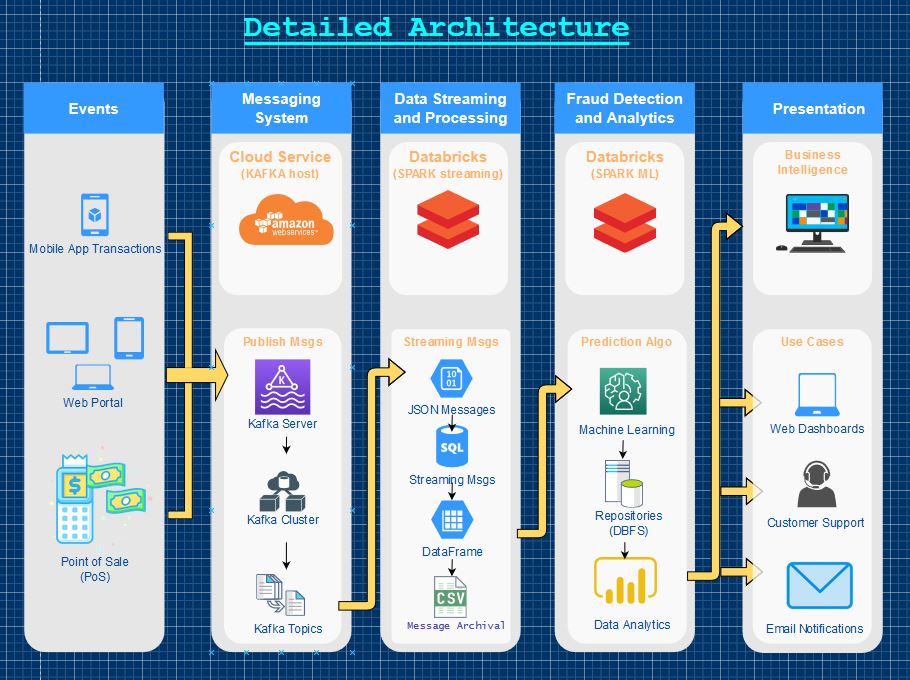 Detailed Architecture
Events
Mobile App Transactions
Web Portal
$
Point of Sale
(PoS)
Messaging
System
Cloud Service
(KAFKA host)
amazon
webservices™
Publish Msgs
K
Kafka Server
Kafka Cluster
Kafka Topics
Data Streaming
and Processing
Databricks
(SPARK streaming)
Streaming Msgs
10
01
JSON Messages
SQL
Streaming Msgs
DataFrame
CSV
Message Archival
Fraud Detection
and Analytics
Databricks
(SPARK ML)
Prediction Algo
Machine Learning
Repositories
(DBFS)
Data Analytics
Presentation
Business
Intelligence
Use Cases
Web Dashboards
Customer Support
Email Notifications